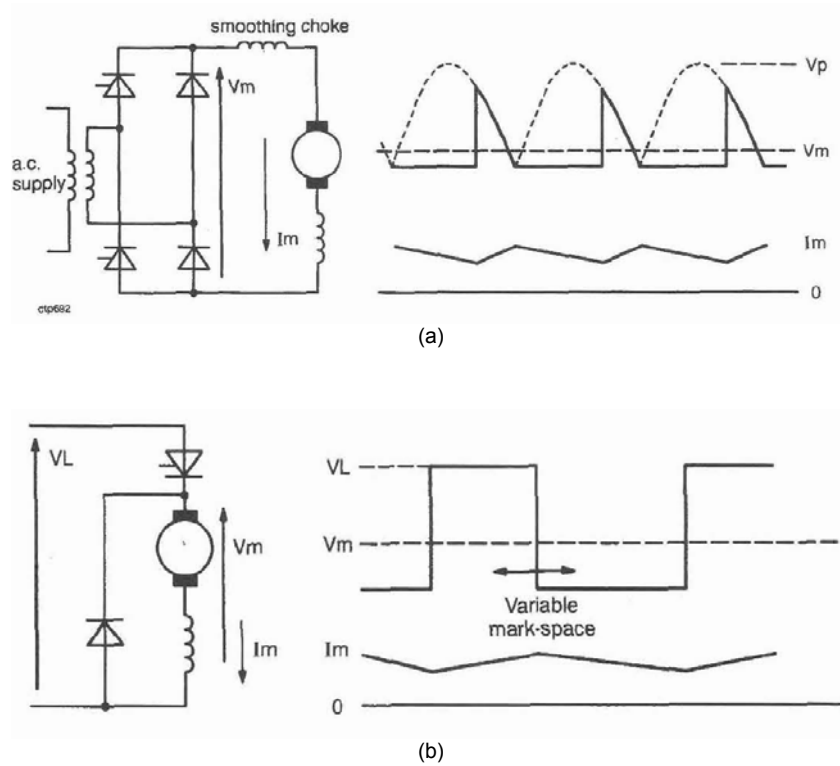 smoothing choke
Vp
Vm
Vm
a.c.
supply
Im
Im
0
ctp692
(a)
VL
VL
Vm
Vm
Variable
mark-space
Im
Im
0
(b)